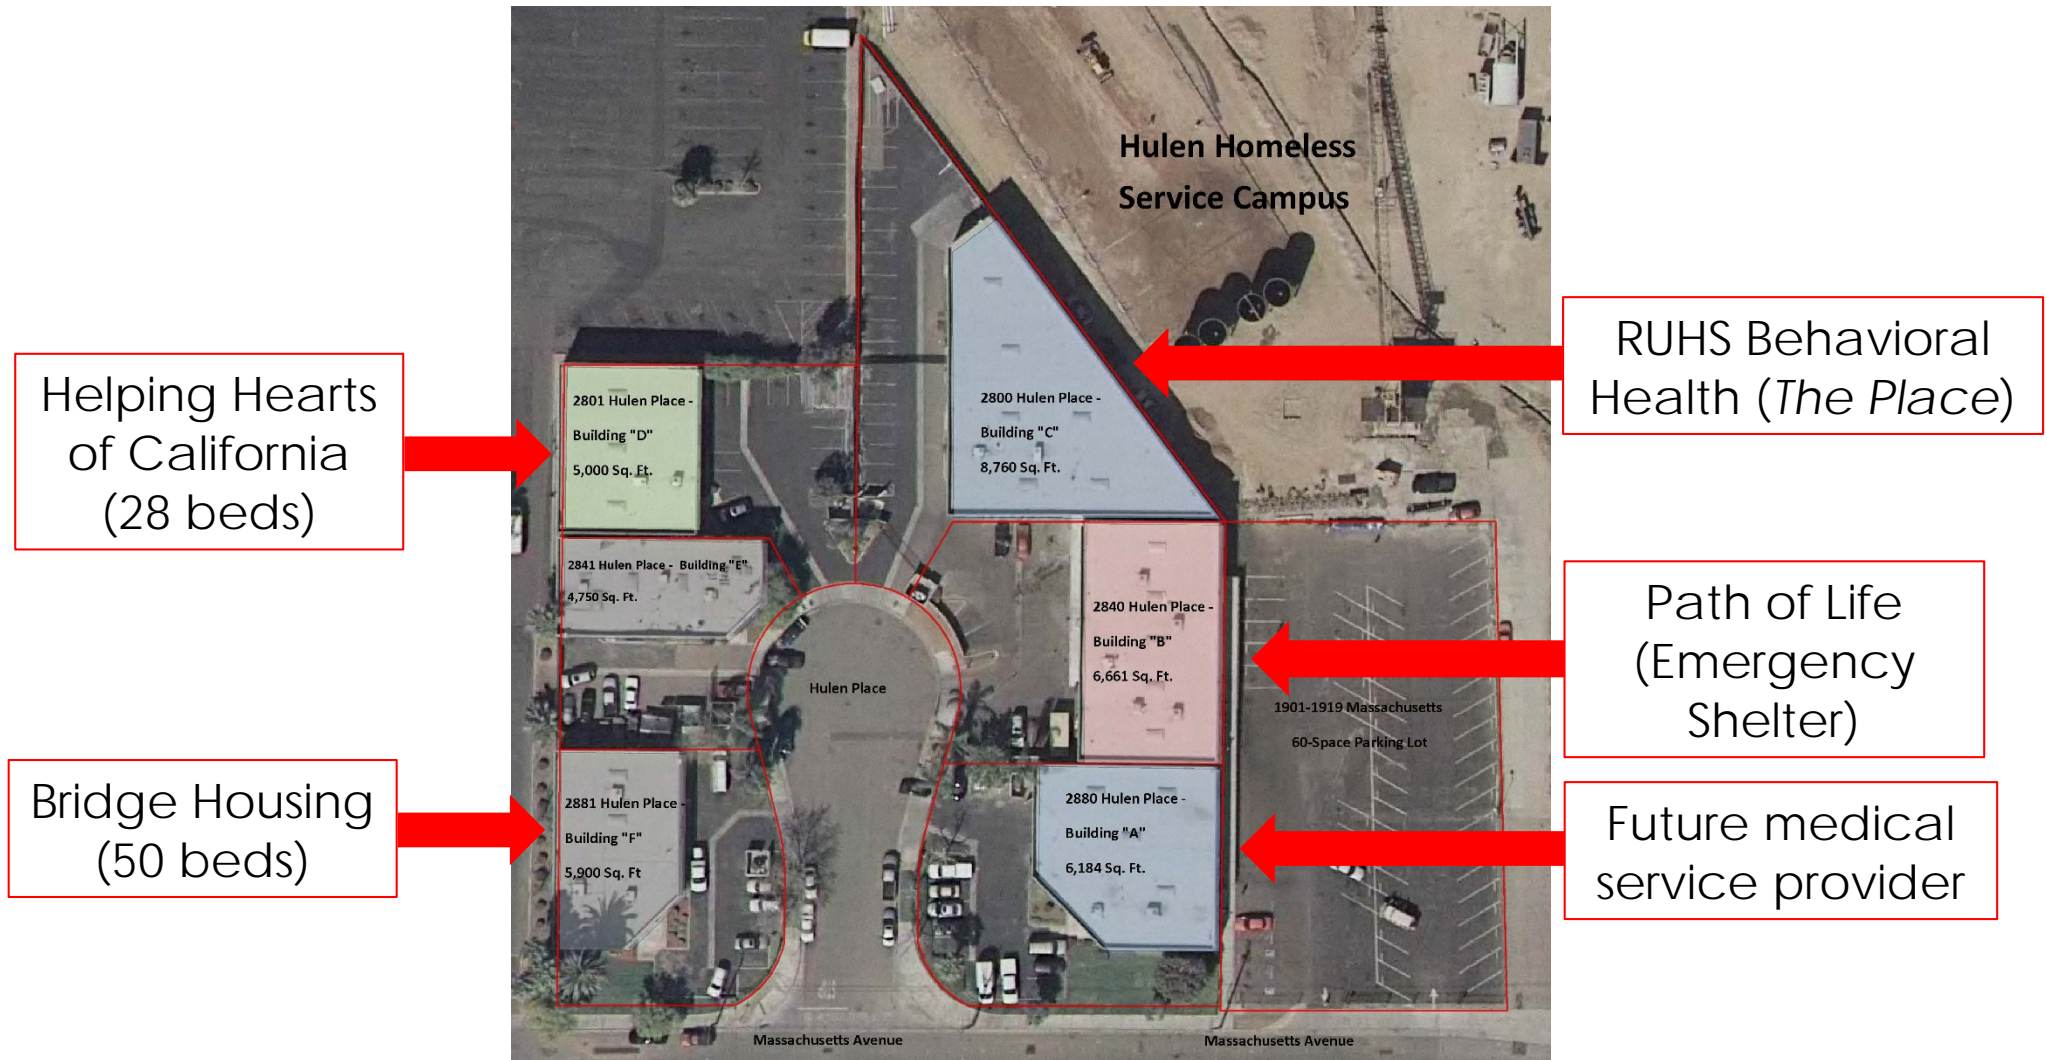 Hulen Homeless
Service Campus
Helping Hearts
of California
(28 beds)
Bridge Housing
(50 beds)
RUHS Behavioral
Health (The Place)
Path of Life
(Emergency
Shelter)
Future medical
service provider
2801 Hulen Place -
Building "D"
5,000 Sq. Ft.
2841 Hulen Place -  Building "E"
4,750 Sq. Ft.
2881 Hulen Place -
Building "F"
5,900 Sq. Ft
2800 Hulen Place -
Building "C"
8,760 Sq. Ft.
2840 Hulen Place -
Building "B"
6,661 Sq. Ft.
2880 Hulen Place -
Building "A"
6,184 Sq. Ft.
Hulen Place
1901-1919 Massachusetts
60-Space Parking Lot
Massachusetts Avenue
Massachusetts Avenue